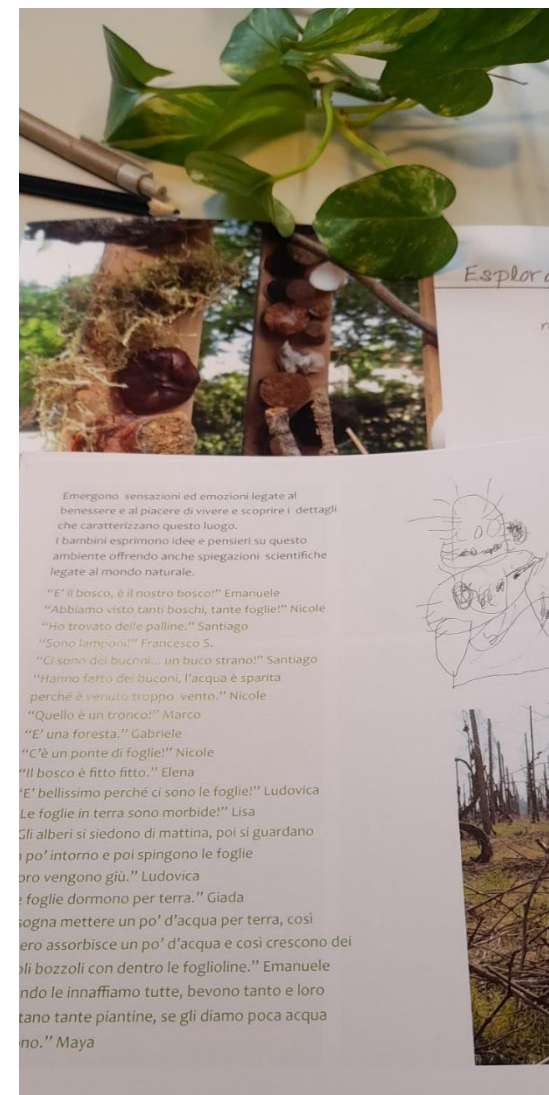 Esplor
Emergono sensazioni ed emozioni legate al
benessere e al piacere di vivere e scoprire i dettagli
che caratterizzano questo luogo.
I bambini esprimono idee e pensieri su questo
ambiente offrendo anche spiegazioni scientifiche
legate al mondo naturale.
“E’ il bosco, è il nostro bosco!” Emanuele
“Abbiamo visto tanti boschi, tante foglie!” Nicole
“Ho trovato delle palline.” Santiago
“Sono lamponi!” Francesco S.
“Ci sono dei buconi... un buco strano!” Santiago
“Hanno fatto dei buconi, l’acqua è sparita
perché è venuto troppo vento.” Nicole
“Quello è un tronco!” Marco
“E’ una foresta.” Gabriele
“C’è un ponte di foglie!” Nicole
“Il bosco è fitto fitto.” Elena
“E’ bellissimo perché ci sono le foglie!” Ludovica
Le foglie in terra sono morbide!” Lisa
Gli alberi si siedono di mattina, poi si guardano
po’ intorno e poi spingono le foglie
oro vengono giù.” Ludovica
foglie dormono per terra.” Giada
sogna mettere un po’ d’acqua per terra, così
ero assorbisce un po’ d’acqua e così crescono dei
oli bozzoli con dentro le foglioline.” Emanuele
ndo le innaffiamo tutte, bevono tanto e loro
tano tante piantine, se gli diamo poca acqua
no.” Maya